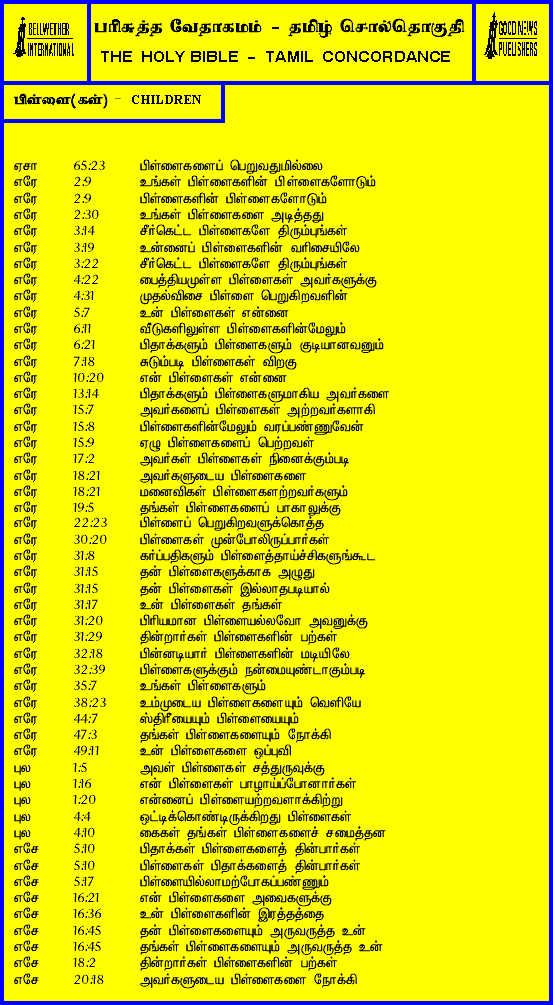 BELLWETHER INTERNATIONAL
பரிசுத்த வேதாகமம் - தமிழ் சொல்தொகுதி
THE HOLY BIBLE - TAMIL CONCORDANCE
GOOD NEWS PUBLISHERS
பிள்ளை(கள்) - CHILDREN
ஏசா 65:23 பிள்ளைகளைப் பெறுவதுமில்லை
எரே 2:9 உங்கள் பிள்ளைகளின் பிள்ளைகளோடும்
எரே 2:9 பிள்ளைகளின் பிள்ளைகளோடும்
எரே 2:30 உங்கள் பிள்ளைகளை அடித்தது
எரே 3:14 சீர்கெட்ட பிள்ளைகளே திரும்புங்கள்
எரே 3:19 உன்னைப் பிள்ளைகளின் வரிசையிலே
எரே 3:22 சீர்கெட்ட பிள்ளைகளே திரும்புங்கள்
எரே 4:22 பைத்தியமுள்ள பிள்ளைகள் அவர்களுக்கு
எரே 4:31 முதல்விசை பிள்ளை பெறுகிறவளின்
எரே 5:7 உன் பிள்ளைகள் என்னை
எரே 6:11 வீடுகளிலுள்ள பிள்ளைகளின்மேலும்
எரே 6:21 பிதாக்களும் பிள்ளைகளும் குடியானவனும்
எரே 7:18 சுடும்படி பிள்ளைகள் விறகு
எரே 10:20 என் பிள்ளைகள் என்னை
எரே 13:14 பிதாக்களும் பிள்ளைகளுமாகிய அவர்களை
எரே 15:7 அவர்களைப் பிள்ளைகள் அற்றவர்களாகி
எரே 15:8 பிள்ளைகளின்மேலும் வரப்பண்ணுவேன்
எரே 15:9 ஏழு பிள்ளைகளைப் பெற்றவள்
எரே 17:2 அவர்கள் பிள்ளைகள் நினைக்கும்படி
எரே 18:21 அவர்களுடைய பிள்ளைகளை
எரே 18:21 மனைவிகள் பிள்ளைகளற்றவர்களும்
எரே 19:5 தங்கள் பிள்ளைகளைப் பாகாலுக்கு
எரே 22:23 பிள்ளைப் பெறுகிறவளுக்கொத்த
எரே 30:20 பிள்ளைகள் முன்போலிருப்பார்கள்
எரே 31:8 கர்ப்பதிகளும் பிள்ளைத்தாய்ச்சிகளுங்கூட
எரே 31:15 தன் பிள்ளைகளுக்காக அழுது
எரே 31:15 தன் பிள்ளைகள் இல்லாதபடியால்
எரே 31:17 உன் பிள்ளைகள் தங்கள்
எரே 31:20 பிரியமான பிள்ளையல்லவோ அவனுக்கு
எரே 31:29 தின்றார்கள் பிள்ளைகளின் பற்கள்
எரே 32:18 பின்னடியார் பிள்ளைகளின் மடியிலே
எரே 32:39 பிள்ளைகளுக்கும் நன்மையுண்டாகும்படி
எரே 35:7 உங்கள் பிள்ளைகளும்
எரே 38:23 உம்முடைய பிள்ளைகளையும் வெளியே
எரே 44:7 ஸ்திரீயையும் பிள்ளையையும்
எரே 47:3 தங்கள் பிள்ளைகளையும் நோக்கி
எரே 49:11 உன் பிள்ளைகளை ஒப்புவி
புல 1:5 அவள் பிள்ளைகள் சத்துருவுக்கு
புல 1:16 என் பிள்ளைகள் பாழாய்ப்போனார்கள்
புல 1:20 என்னைப் பிள்ளையற்றவளாக்கிற்று
புல 4:4 ஒட்டிக்கொண்டிருக்கிறது பிள்ளைகள்
புல 4:10 கைகள் தங்கள் பிள்ளைகளைச் சமைத்தன
எசே 5:10 பிதாக்கள் பிள்ளைகளைத் தின்பார்கள்
எசே 5:10 பிள்ளைகள் பிதாக்களைத் தின்பார்கள்
எசே 5:17 பிள்ளையில்லாமற்போகப்பண்ணும்
எசே 16:21 என் பிள்ளைகளை அவைகளுக்கு
எசே 16:36 உன் பிள்ளைகளின் இரத்தத்தை
எசே 16:45 தன் பிள்ளைகளையும் அருவருத்த உன்
எசே 16:45 தங்கள் பிள்ளைகளையும் அருவருத்த உன்
எசே 18:2 தின்றார்கள் பிள்ளைகளின் பற்கள்
எசே 20:18 அவர்களுடைய பிள்ளைகளை நோக்கி